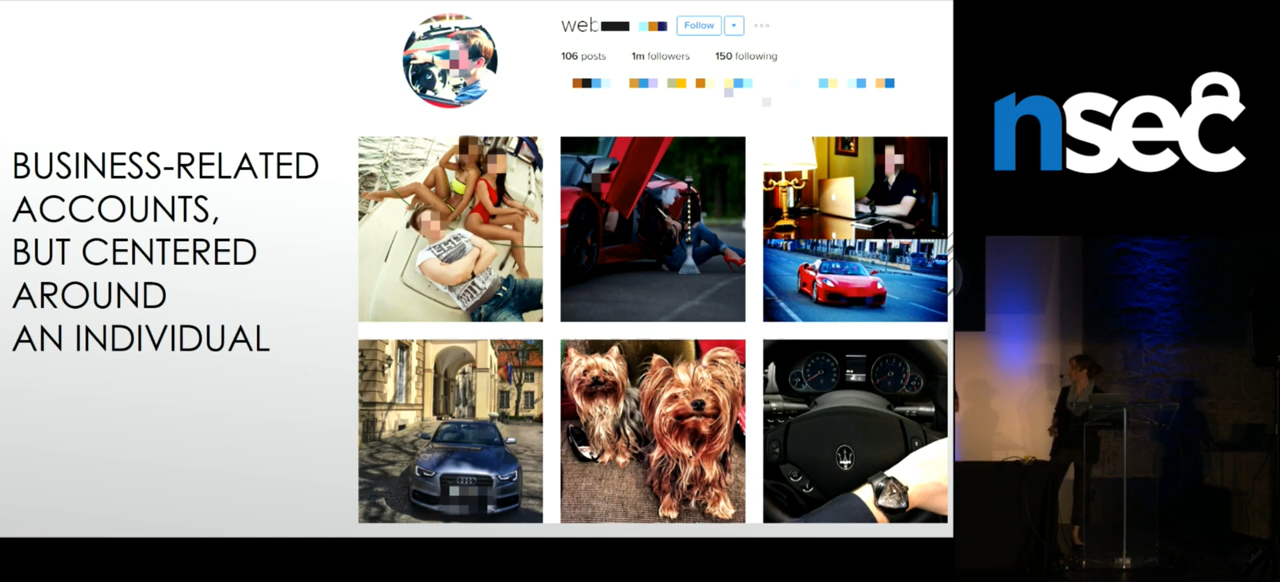 BUSINESS-RELATED
ACCOUNTS,
BUT CENTERED
AROUND
AN INDIVIDUAL
web
Follow
106 posts 1m followers 150 following
nsec